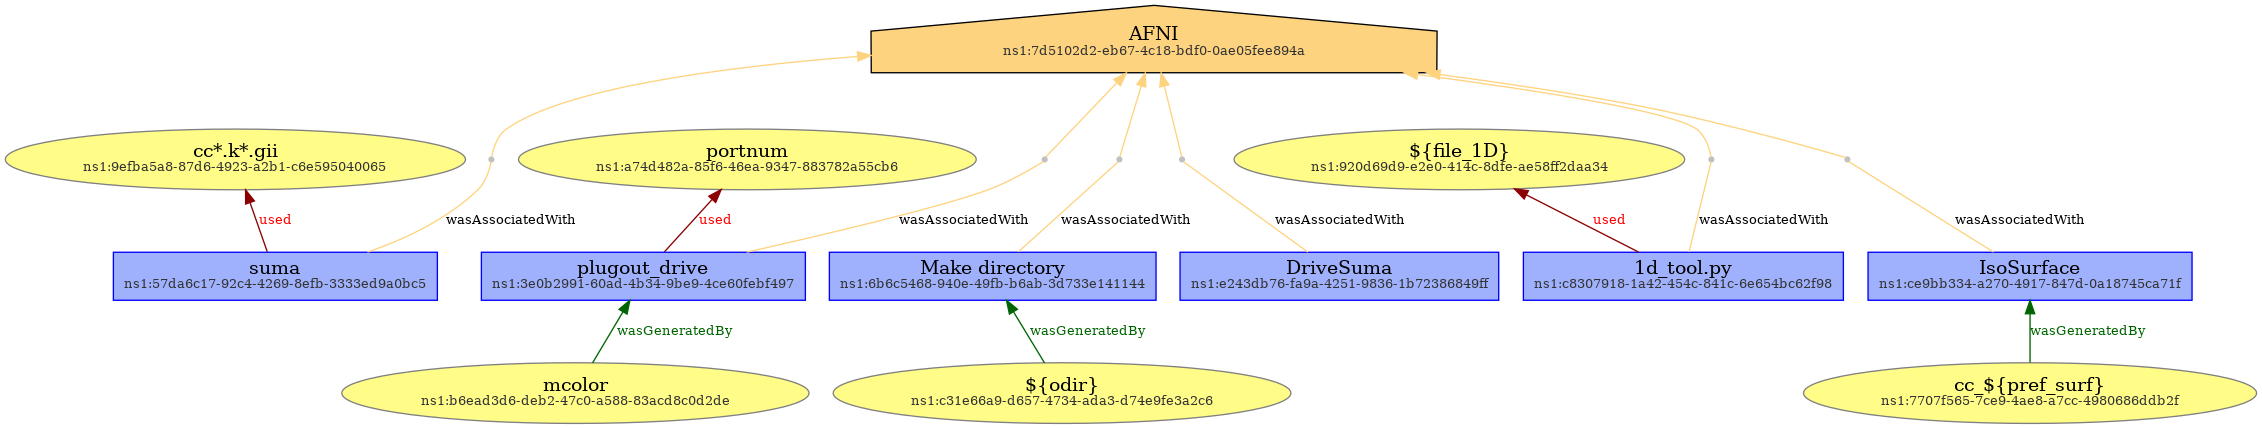 AFNI
ns1:7d5102d2-eb67-4c18-bdf0-0ae05fee894a
cc*.k*.gii
ns1:9efba5a8-87d6-4923-a2b1-c6e595040065
portnum
ns1:a74d482a-85f6-46ea-9347-883782a55cb6
${file_1D}
ns1:920d69d9-e2e0-414c-8dfe-ae58ff2daa34
used
wasAssociatedWith
used
wasAssociatedWith
wasAssociatedWith
wasAssociatedWith
used
wasAssociatedWith
wasAssociatedWith
suma
ns1:57da6c17-92c4-4269-8efb-3333ed9a0bc5
plugout_drive
ns1:3e0b2991-60ad-4b34-9be9-4ce60febf497
Make directory
ns1:6b6c5468-940e-49fb-b6ab-3d733e141144
DriveSuma
ns1:e243db76-fa9a-4251-9836-1b72386849ff
1d_tool.py
ns1:c8307918-1a42-454c-841c-6e654bc62f98
IsoSurface
ns1:ce9bb334-a270-4917-847d-0a18745ca71f
wasGeneratedBy
wasGeneratedBy
wasGeneratedBy
mcolor
ns1:b6ead3d6-deb2-47c0-a588-83acd8c0d2de
${odir}
ns1:c31e66a9-d657-4734-ada3-d74e9fe3a2c6
cc_${pref_surf}
ns1:7707f565-7ce9-4ae8-a7cc-4980686ddb2f